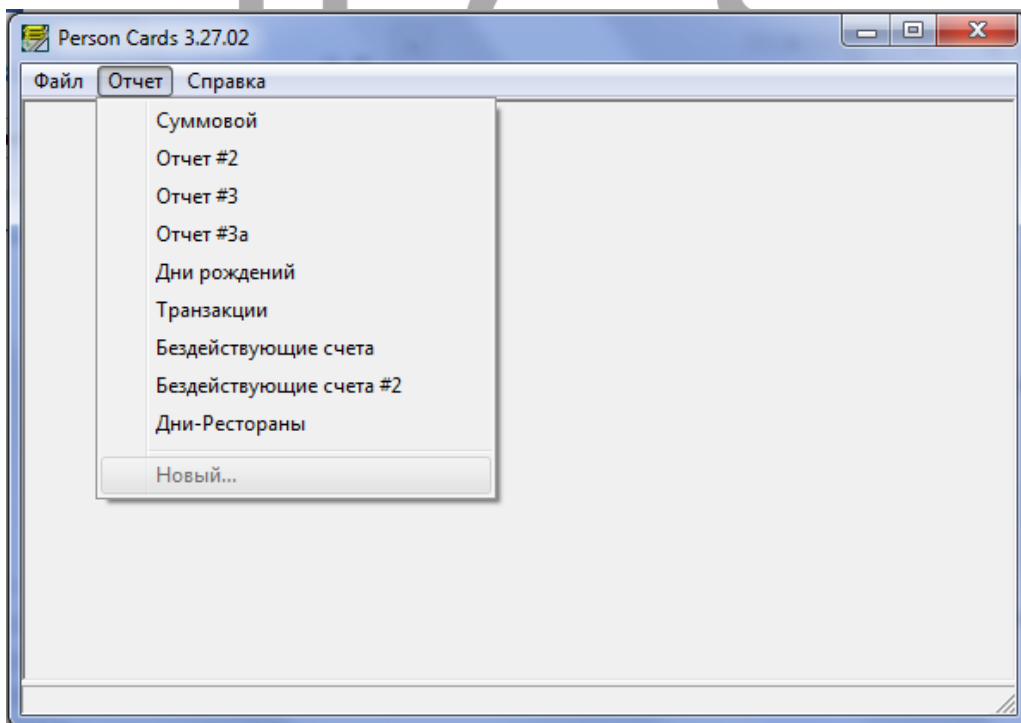 Person Cards 3.27.02
Файл Отчет Справка
Суммовой
Отчет #2
Отчет #3
Отчет #3а
Дни рождений
Транзакции
Бездействующие счета
Бездействующие счета #2
Дни-Рестораны
Новый...